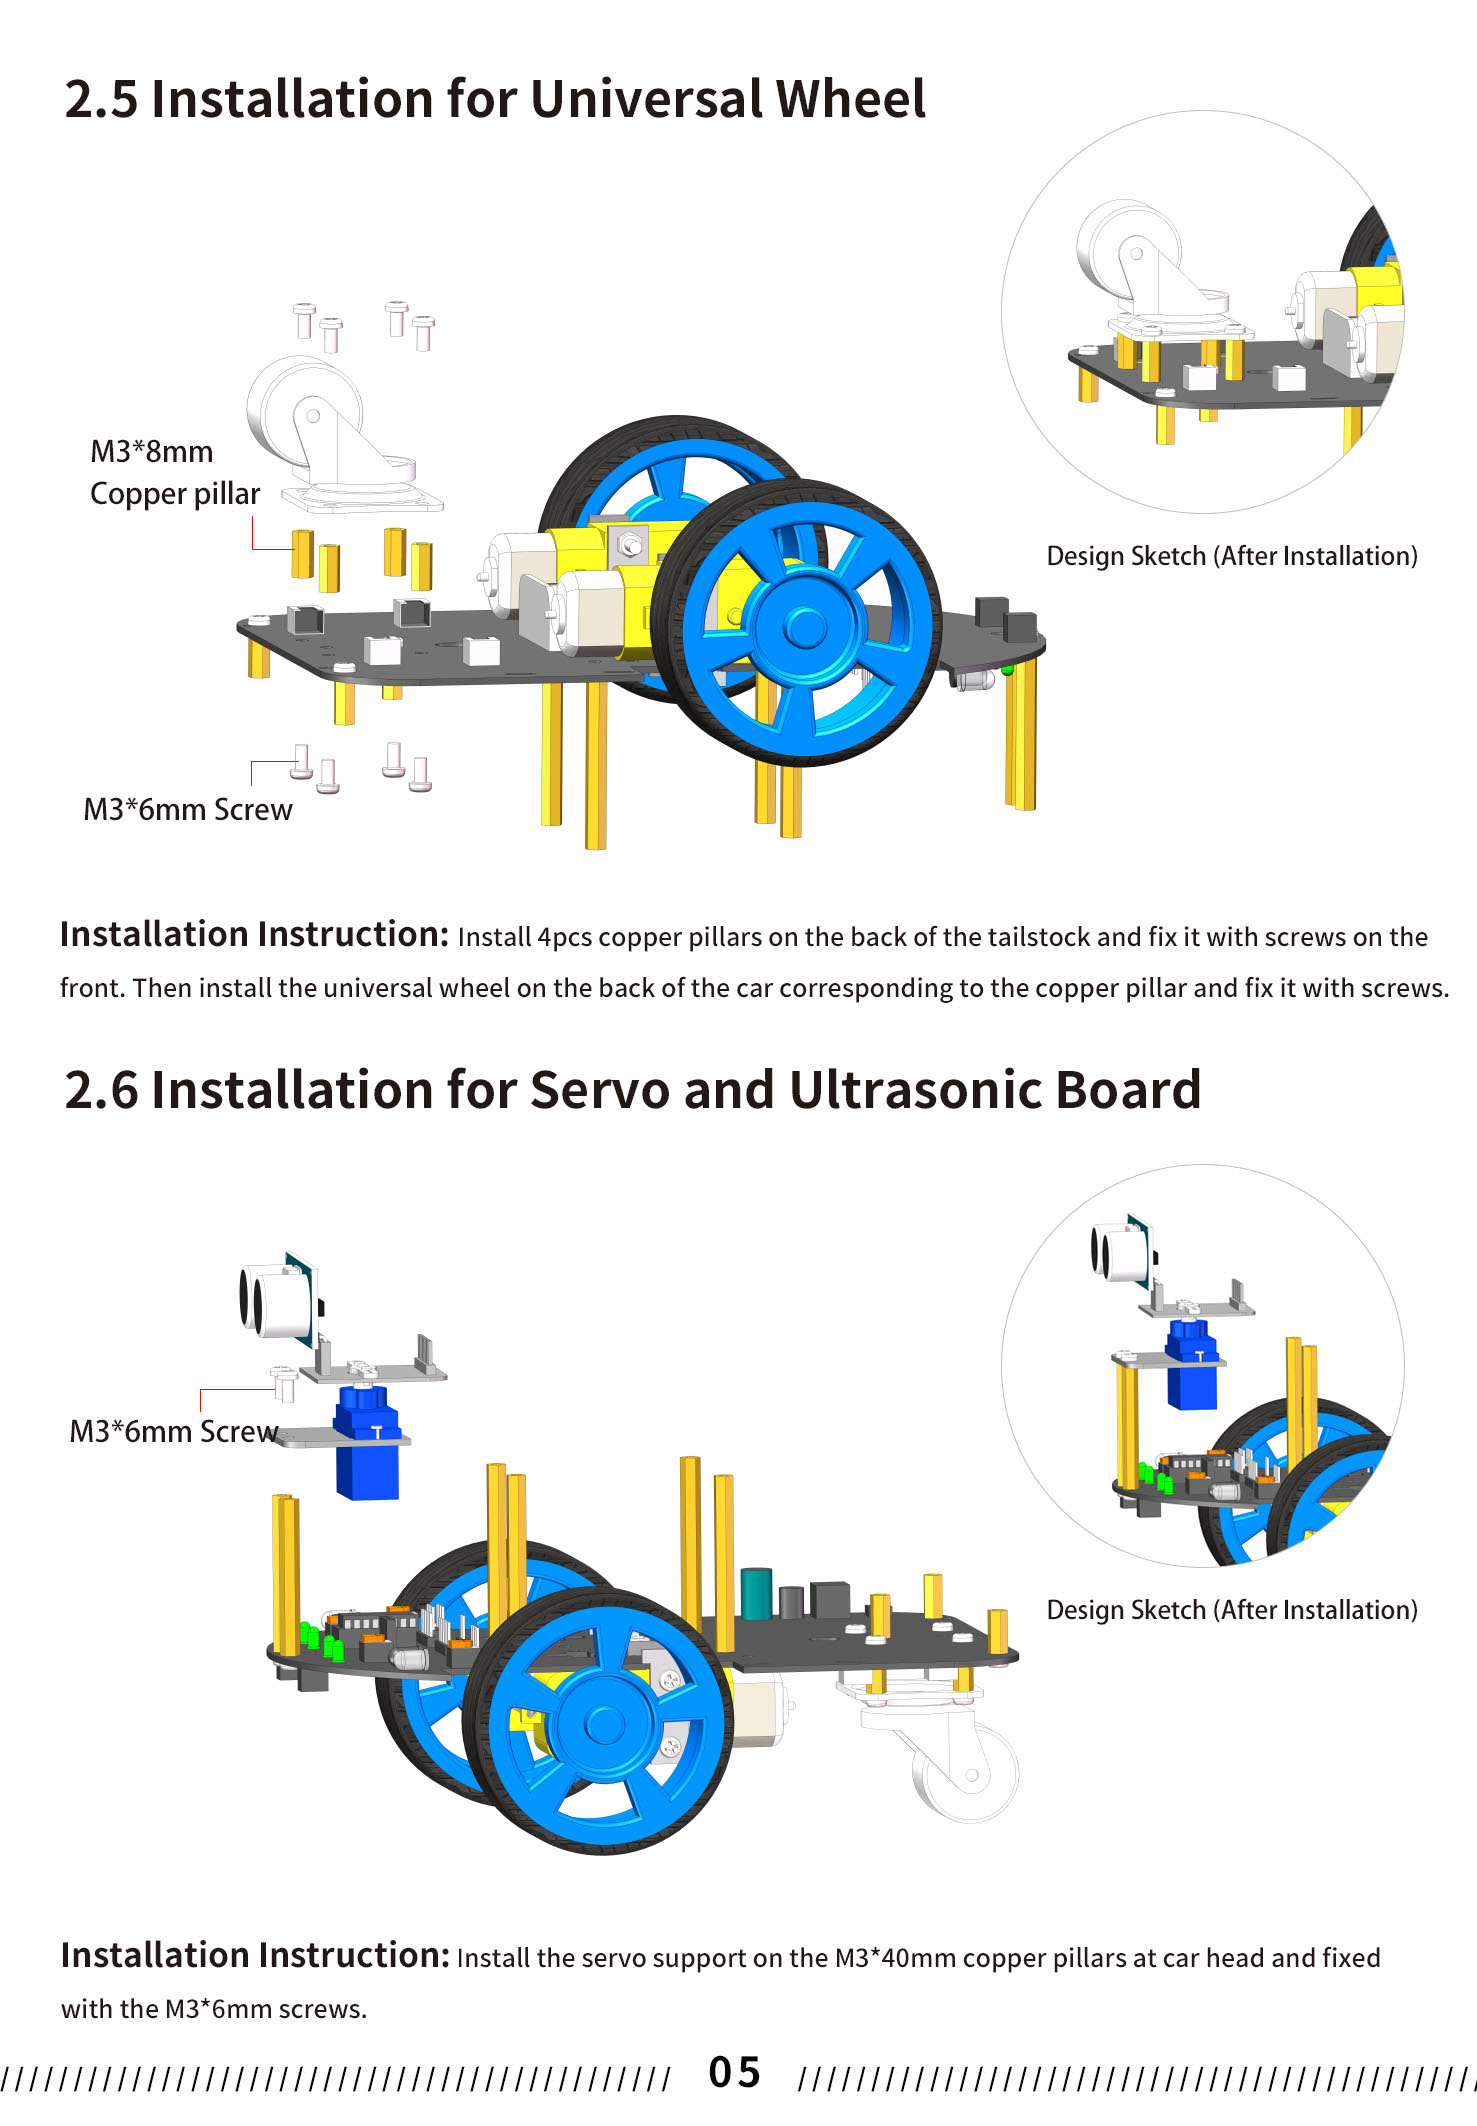 2.5 Installation for Universal Wheel
M3*8mm
Copper pillar
Design Sketch (After Installation)
M3*6mm Screw
Installation Instruction: Install 4pcs copper pillars on the back of the tailstock and fix it with screws on the
front. Then install the universal wheel on the back of the car corresponding to the copper pillar and fix it with screws.
2.6 Installation for Servo and Ultrasonic Board
M3*6mm Screw
Design Sketch (After Installation)
Installation Instruction: Install the servo support on the M3*40mm copper pillars at car head and fixed
with the M3*6mm screws.
05